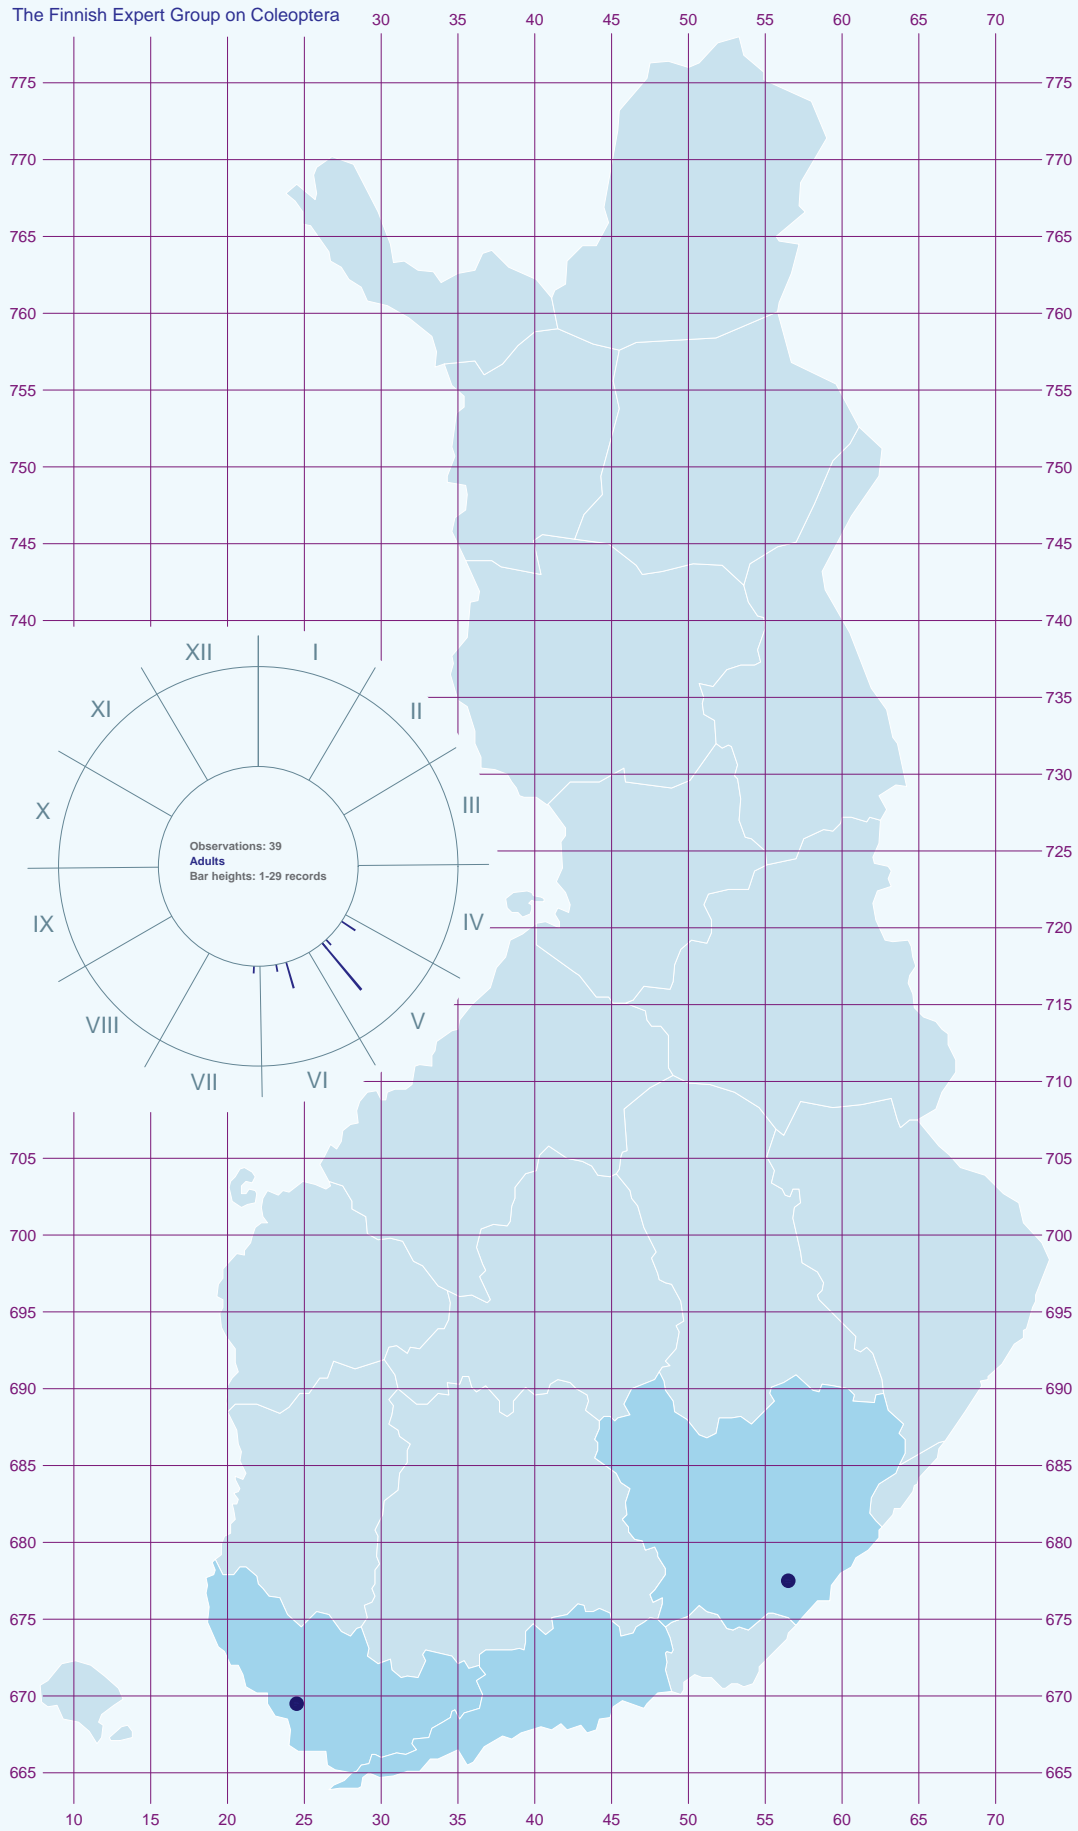 The Finnish Expert Group on Coleoptera
30 35 40 45 50 55 60 65 70
775 775
770 770
765 765
760 760
755 755
750 750
745 745
740 740
XII I
XI II
735
730
X III
725
Observations: 39
Adults
Bar heights: 1-29 records
IX IV
720
715
VIII V
VII VI
710
705 705
700 700
695 695
690 690
685 685
680 680
675 675
670 670
665 665
10 15 20 25 30 35 40 45 50 55 60 65 70